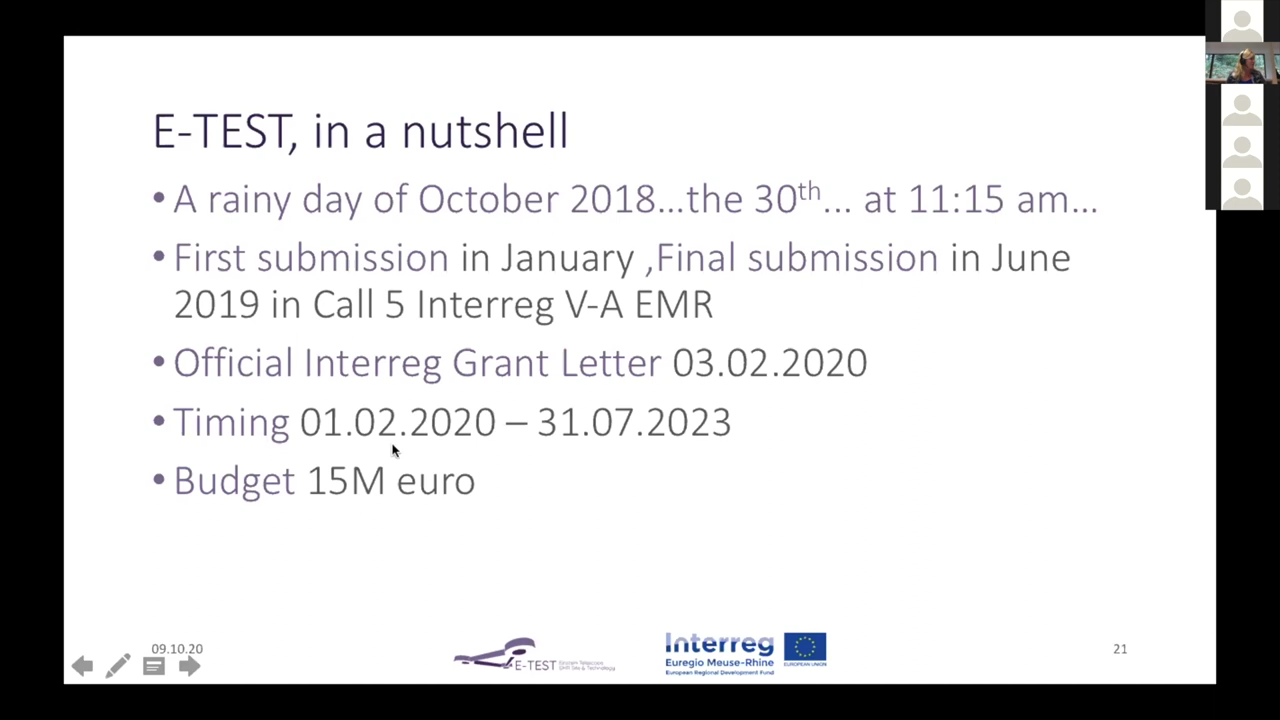 E-TEST, in a nutshell
• A rainy day of October 2018...the 30th... at 11:15 am...
• First submission in January ,Final submission in June
2019 in Call 5 Interreg V-A EMR
• Official Interreg Grant Letter 03.02.2020
• Timing 01.02.2020 – 31.07.2023
• Budget 15M euro
09.10.20
E-TEST Einstein Telescope
EMR Site & Technology
Interreg
Euregio Meuse-Rhine
European Regional Development Fund
EUROPEAN UNION
21